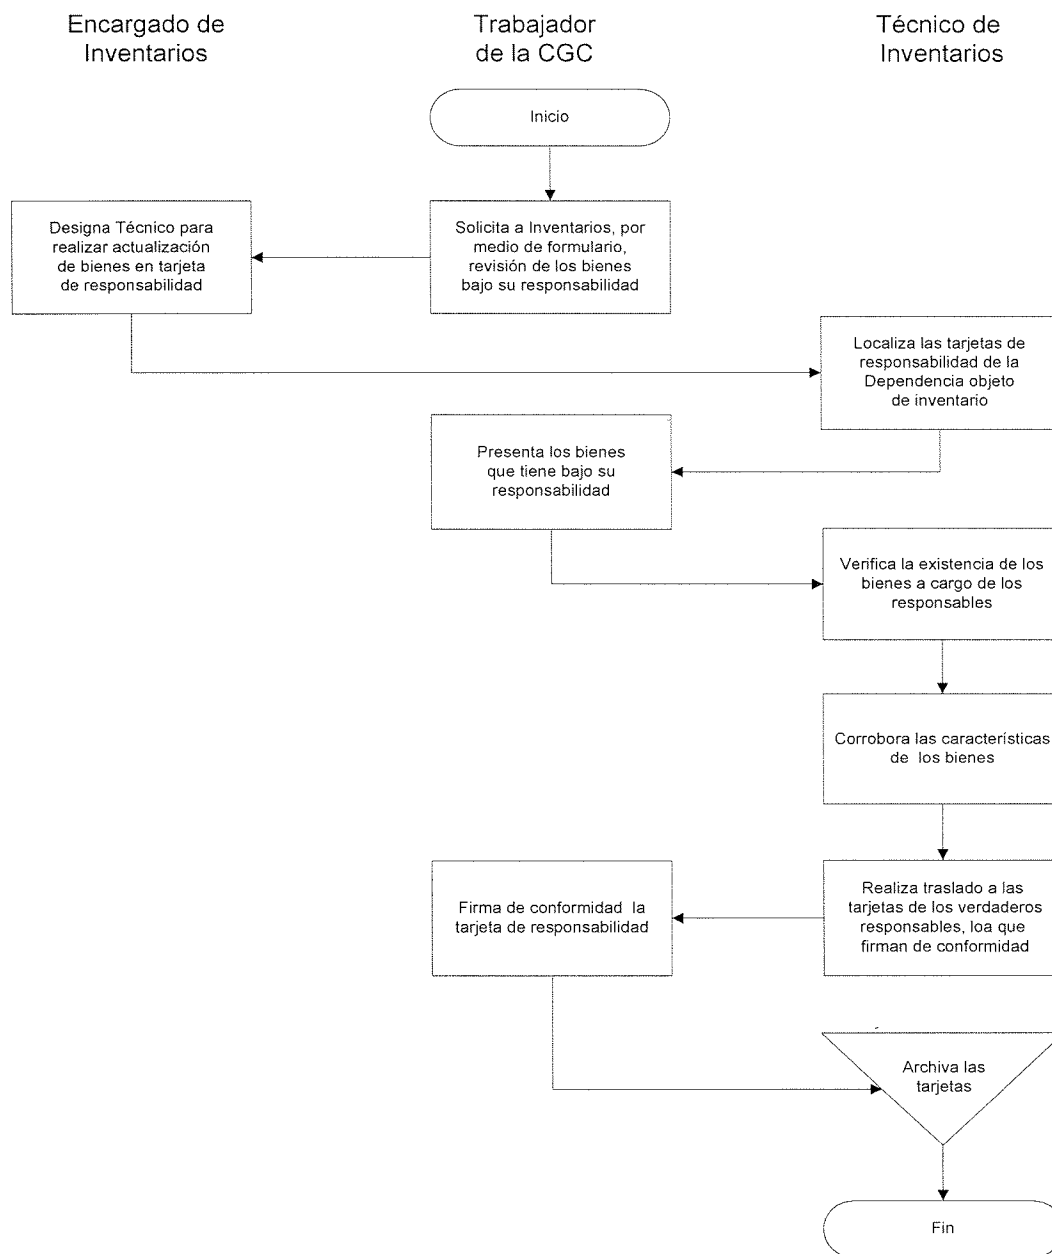 Encargado de
Inventarios
Trabajador
de la CGC
Técnico de
Inventarios
Inicio
Designa Técnico para
realizar actualización
de bienes en tarjeta
de responsabilidad
Solicita a Inventarios, por
medio de formulario,
revisión de los bienes
bajo su responsabilidad
Localiza las tarjetas de
responsabilidad de la
Dependencia objeto
de inventario
Presenta los bienes
que tiene bajo su
responsabilidad
Verifica la existencia de los
bienes a cargo de los
responsables
Corrobora las características
de los bienes
Firma de conformidad la
tarjeta de responsabilidad
Realiza traslado a las
tarjetas de los verdaderos
responsables, loa que
firman de conformidad
Archiva las
tarjetas
Fin